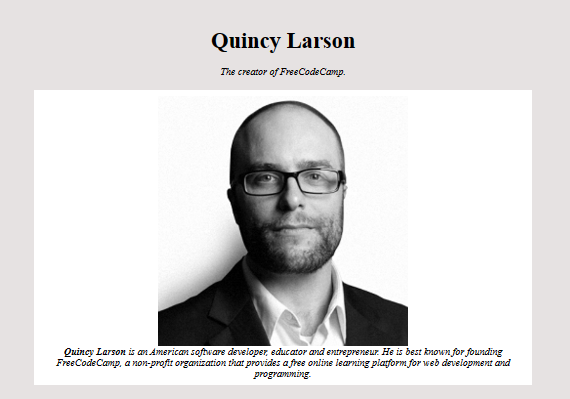 Quincy Larson
The creator of FreeCodeCamp.
Quincy Larson is an American software developer, educator and entrepreneur. He is best known for founding
FreeCodeCamp, a non-profit organization that provides a free online learning platform for web development and
programming.